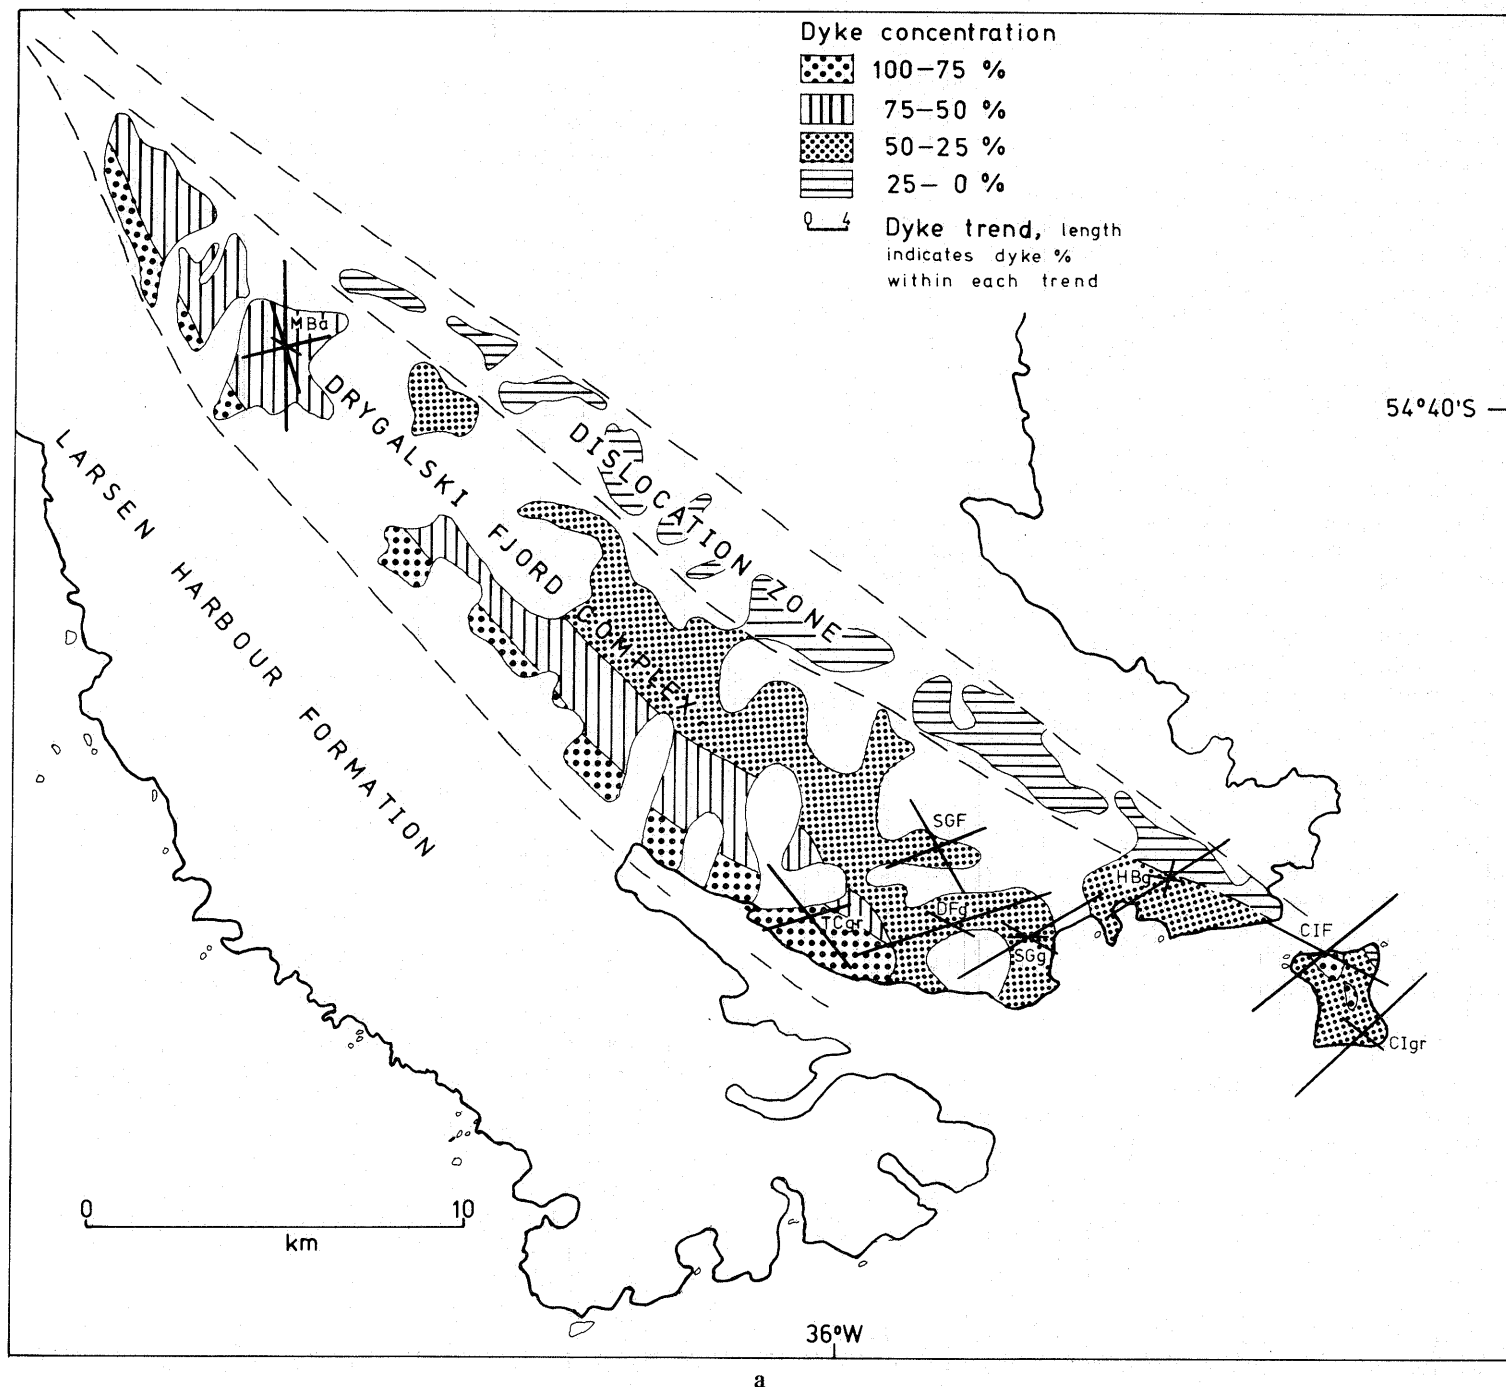 Dyke concentration
100–75 %
75–50 %
50–25 %
25– 0 %
0 4
Dyke trend, length
indicates dyke %
within each trend
MBa
54°40'S
DRYGALSKI FJORD COMPLEX
DISLOCATION ZONE
LARSEN HARBOUR FORMATION
SGF
HBg
DFg
TCgr
SGg
CIF
CIgr
0 10
km
36°W
a